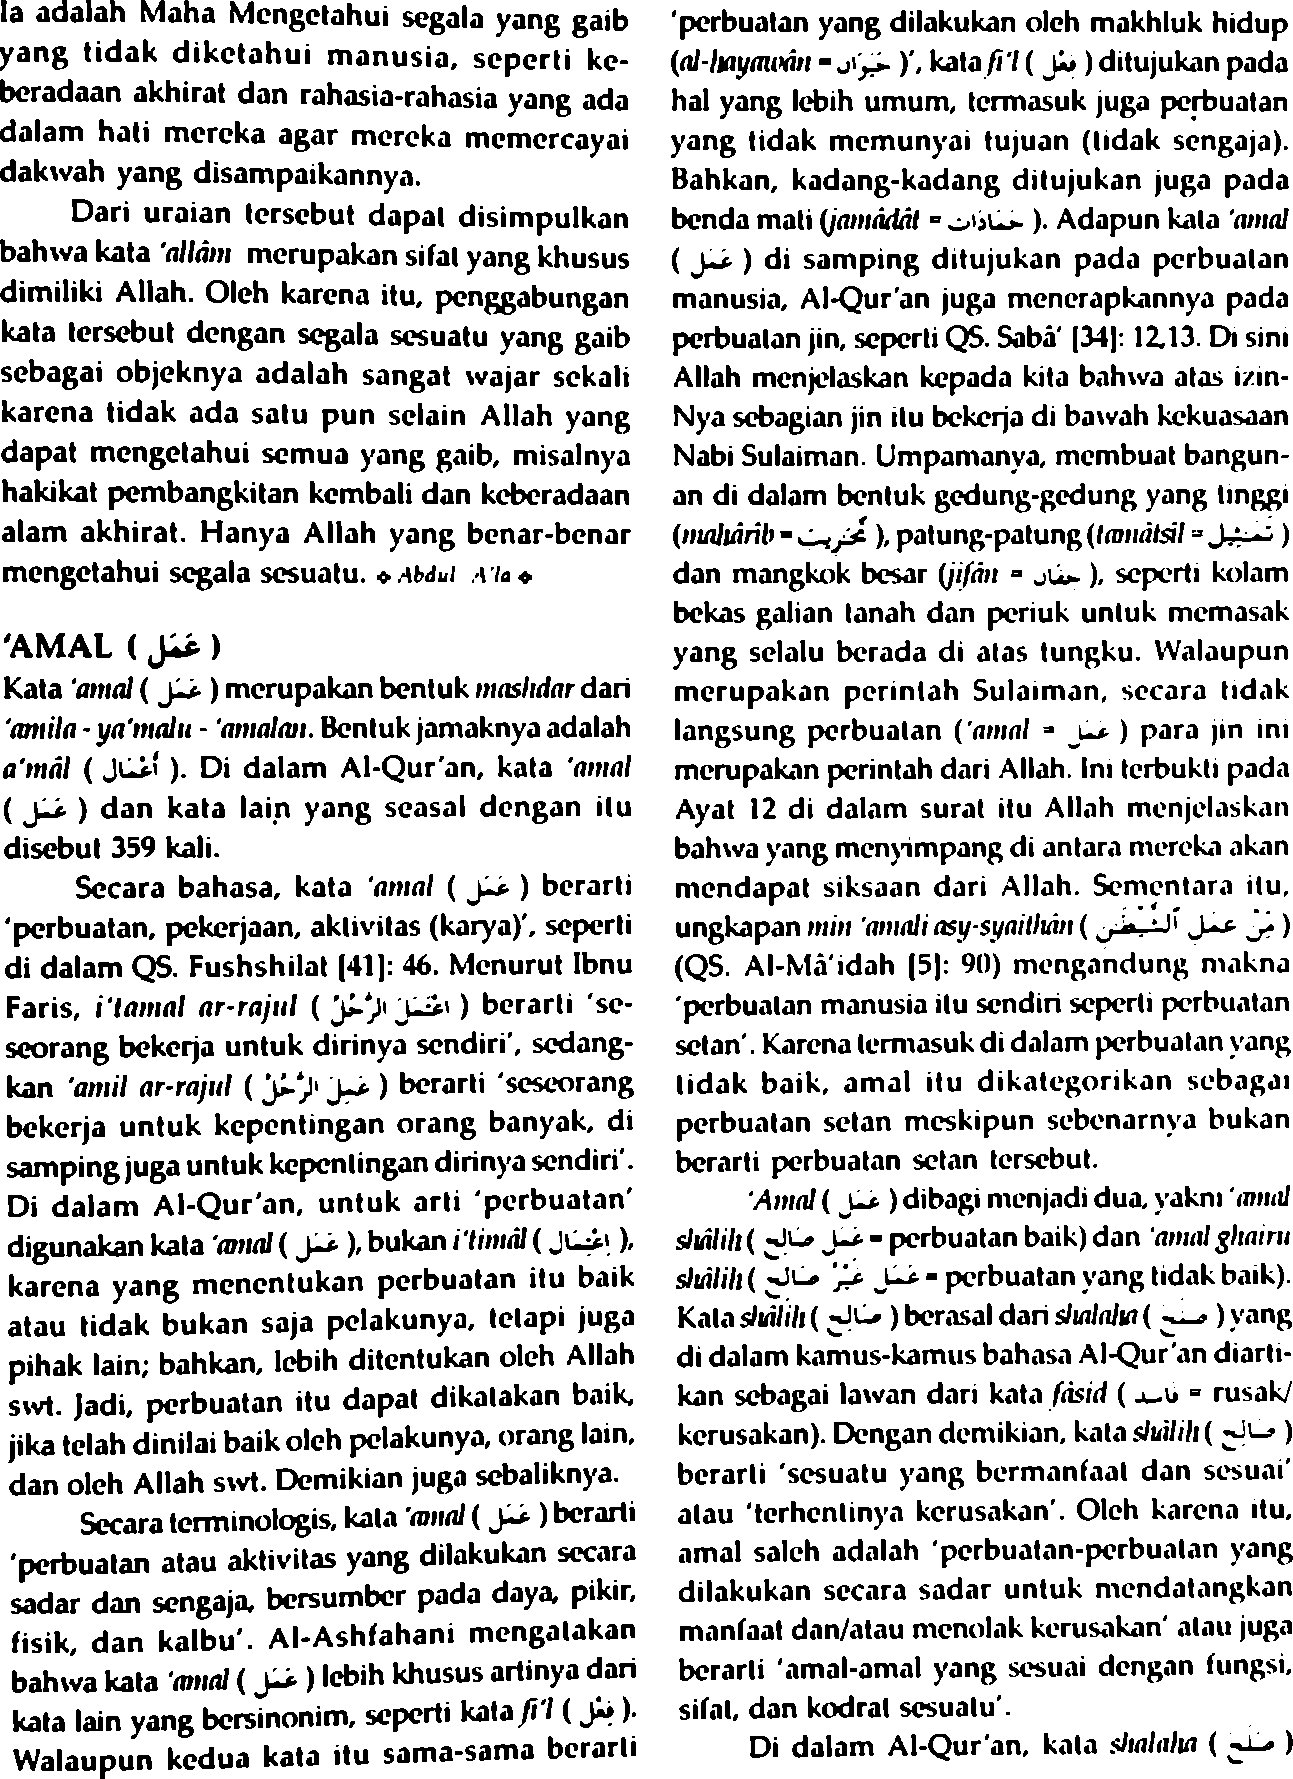 Ia adalah Maha Mengetahui segala yang gaib
yang tidak diketahui manusia, seperti ke-
beradaan akhirat dan rahasia-rahasia yang ada
dalam hati mereka agar mereka memercayai
dakwah yang disampaikannya.
Dari uraian tersebut dapat disimpulkan
bahwa kata 'allâm merupakan sifat yang khusus
dimiliki Allah. Oleh karena itu, penggabungan
kata tersebut dengan segala sesuatu yang gaib
sebagai objeknya adalah sangat wajar sekali
karena tidak ada satu pun selain Allah yang
dapat mengetahui semua yang gaib, misalnya
hakikat pembangkitan kembali dan keberadaan
alam akhirat. Hanya Allah yang benar-benar
mengetahui segala sesuatu. ⬥ Abdul A'la ⬥
'AMAL ( عَمَل )
Kata 'amal ( عَمَل ) merupakan bentuk mashdar dari
'amila - ya'malu - 'amalan. Bentuk jamaknya adalah
a'mâl ( أَعْمَال ). Di dalam Al-Qur'an, kata 'amal
( عَمَل ) dan kata lain yang seasal dengan itu
disebut 359 kali.
Secara bahasa, kata 'amal ( عَمَل ) berarti
'perbuatan, pekerjaan, aktivitas (karya)', seperti
di dalam QS. Fushshilat [41]: 46. Menurut Ibnu
Faris, i'tamal ar-rajul ( اعْتَمَلَ الرَّجُلُ ) berarti 'se-
seorang bekerja untuk dirinya sendiri', sedang-
kan 'amil ar-rajul ( عَمِلَ الرَّجُلُ ) berarti 'seseorang
bekerja untuk kepentingan orang banyak, di
samping juga untuk kepentingan dirinya sendiri'.
Di dalam Al-Qur'an, untuk arti 'perbuatan'
digunakan kata 'amal ( عَمَل ), bukan i'timâl ( اِعْتِمَال ),
karena yang menentukan perbuatan itu baik
atau tidak bukan saja pelakunya, tetapi juga
pihak lain; bahkan, lebih ditentukan oleh Allah
swt. Jadi, perbuatan itu dapat dikatakan baik,
jika telah dinilai baik oleh pelakunya, orang lain,
dan oleh Allah swt. Demikian juga sebaliknya.
Secara terminologis, kata 'amal ( عَمَل ) berarti
'perbuatan atau aktivitas yang dilakukan secara
sadar dan sengaja, bersumber pada daya, pikir,
fisik, dan kalbu'. Al-Ashfahani mengatakan
bahwa kata 'amal ( عَمَل ) lebih khusus artinya dari
kata lain yang bersinonim, seperti kata fi'l ( فِعْل ).
Walaupun kedua kata itu sama-sama berarti
'perbuatan yang dilakukan oleh makhluk hidup
(al-hayawân = حَيَوَان )', kata fi'l ( فِعْل ) ditujukan pada
hal yang lebih umum, termasuk juga perbuatan
yang tidak memunyai tujuan (tidak sengaja).
Bahkan, kadang-kadang ditujukan juga pada
benda mati (jamâdât = جَمَادَات ). Adapun kata 'amal
( عَمَل ) di samping ditujukan pada perbuatan
manusia, Al-Qur'an juga menerapkannya pada
perbuatan jin, seperti QS. Sabâ' [34]: 12,13. Di sini
Allah menjelaskan kepada kita bahwa atas izin-
Nya sebagian jin itu bekerja di bawah kekuasaan
Nabi Sulaiman. Umpamanya, membuat bangun-
an di dalam bentuk gedung-gedung yang tinggi
(mahârib = مَحَٰرِيبَ ), patung-patung (tamâtsîl = تَمَٰثِيل )
dan mangkok besar (jifân = جِفَان ), seperti kolam
bekas galian tanah dan periuk untuk memasak
yang selalu berada di atas tungku. Walaupun
merupakan perintah Sulaiman, secara tidak
langsung perbuatan ('amal = عَمَل ) para jin ini
merupakan perintah dari Allah. Ini terbukti pada
Ayat 12 di dalam surat itu Allah menjelaskan
bahwa yang menyimpang di antara mereka akan
mendapat siksaan dari Allah. Sementara itu,
ungkapan min 'amali asy-syaithân ( مِّنْ عَمَلِ ٱلشَّيْطَٰنِ )
(QS. Al-Mâ'idah [5]: 90) mengandung makna
'perbuatan manusia itu sendiri seperti perbuatan
setan'. Karena termasuk di dalam perbuatan yang
tidak baik, amal itu dikategorikan sebagai
perbuatan setan meskipun sebenarnya bukan
berarti perbuatan setan tersebut.
'Amal ( عَمَل ) dibagi menjadi dua, yakni 'amal
shâlih ( عَمَل صَالِح = perbuatan baik) dan 'amal ghairu
shâlih ( عَمَل غَيْرُ صَالِح = perbuatan yang tidak baik).
Kata shâlih ( صَالِح ) berasal dari shalaha ( صَلَحَ ) yang
di dalam kamus-kamus bahasa Al-Qur'an diarti-
kan sebagai lawan dari kata fâsid ( فَاسِد = rusak/
kerusakan). Dengan demikian, kata shâlih ( صَالِح )
berarti 'sesuatu yang bermanfaat dan sesuai'
atau 'terhentinya kerusakan'. Oleh karena itu,
amal saleh adalah 'perbuatan-perbuatan yang
dilakukan secara sadar untuk mendatangkan
manfaat dan/atau menolak kerusakan' atau juga
berarti 'amal-amal yang sesuai dengan fungsi,
sifat, dan kodrat sesuatu'.
Di dalam Al-Qur'an, kata shalaha ( صَلَحَ )